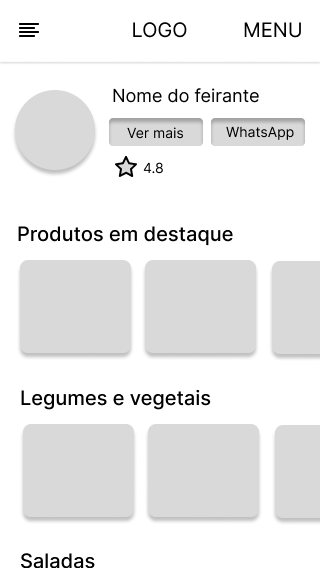 LOGO MENU
Nome do feirante
Ver mais WhatsApp
4.8
Produtos em destaque
Legumes e vegetais
Saladas